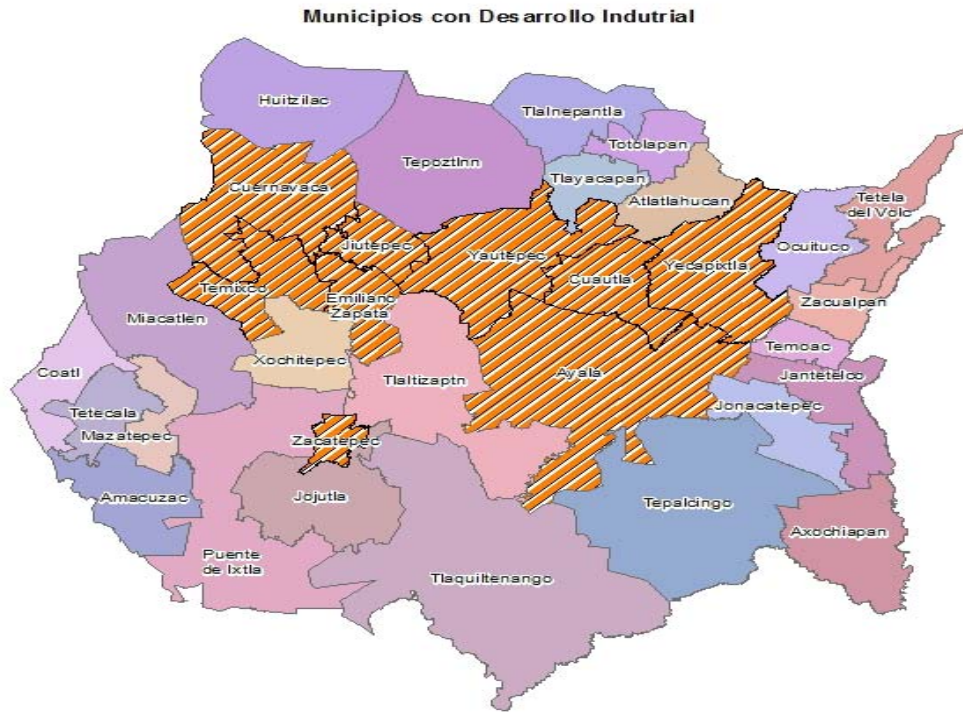 Municipios con Desarrollo Indutrial
Huitzilac
Tlalnepantla
Totolapan
Tepoztlnn
Tlayacapan
Cuernavaca
Atlatlahucan
Tetela
del Volc
Jiutepec
Ocuituco
Yautepec
Yecapixtla
Cuautla
Temixco
Emiliano
Zapata
Zacualpan
Miacatlen
Temoac
Xochitepec
Coatl
Tlaltizaptn
Ayala
Jantetelco
Tetecala
Jonacatepec
Mazatepec
Zacatepec
Amacuzac
Jojutla
Tepalcingo
Axochiapan
Puente
de Ixtla
Tlaquiltenango